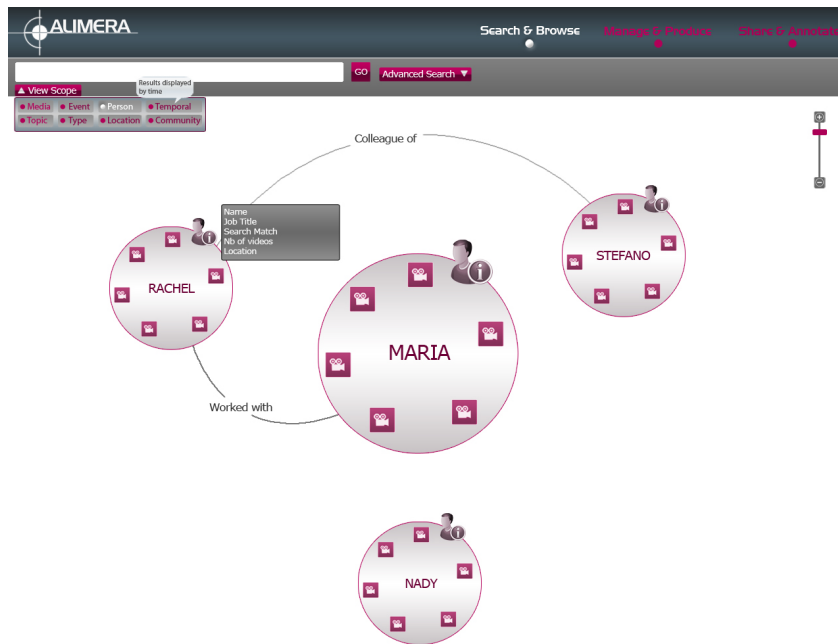 ALIMERA
Search & Browse
Manage & Produce
Share & Annotate
GO
Advanced Search
View Scope
Results displayed
by time
Media
Event
Person
Temporal
Topic
Type
Location
Community
Colleague of
Name
Job Title
Search Match
Nb of videos
Location
RACHEL
STEFANO
MARIA
Worked with
NADY